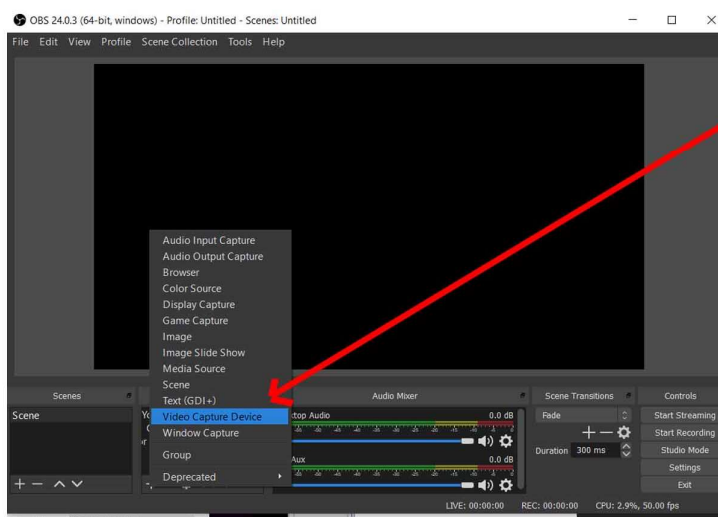 OBS 24.0.3 (64-bit, windows) - Profile: Untitled - Scenes: Untitled
File Edit View Profile Scene Collection Tools Help
Audio Input Capture
Audio Output Capture
Browser
Color Source
Display Capture
Game Capture
Image
Image Slide Show
Media Source
Scene
Text (GDI+)
Video Capture Device
Window Capture
Group
Deprecated
Scenes
Scene
Audio Mixer
ktop Audio 0.0 dB
Aux 0.0 dB
Scene Transitions
Fade
Duration 300 ms
Controls
Start Streaming
Start Recording
Studio Mode
Settings
Exit
LIVE: 00:00:00 REC: 00:00:00 CPU: 2.9%, 50.00 fps